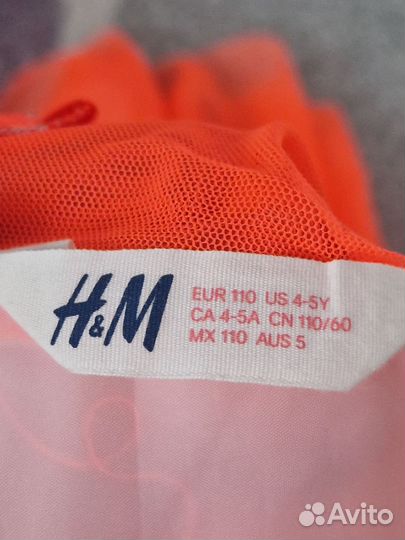 H&M
EUR 110 US 4-5Y
CA 4-5A CN 110/60
MX 110 AUS 5
Avito